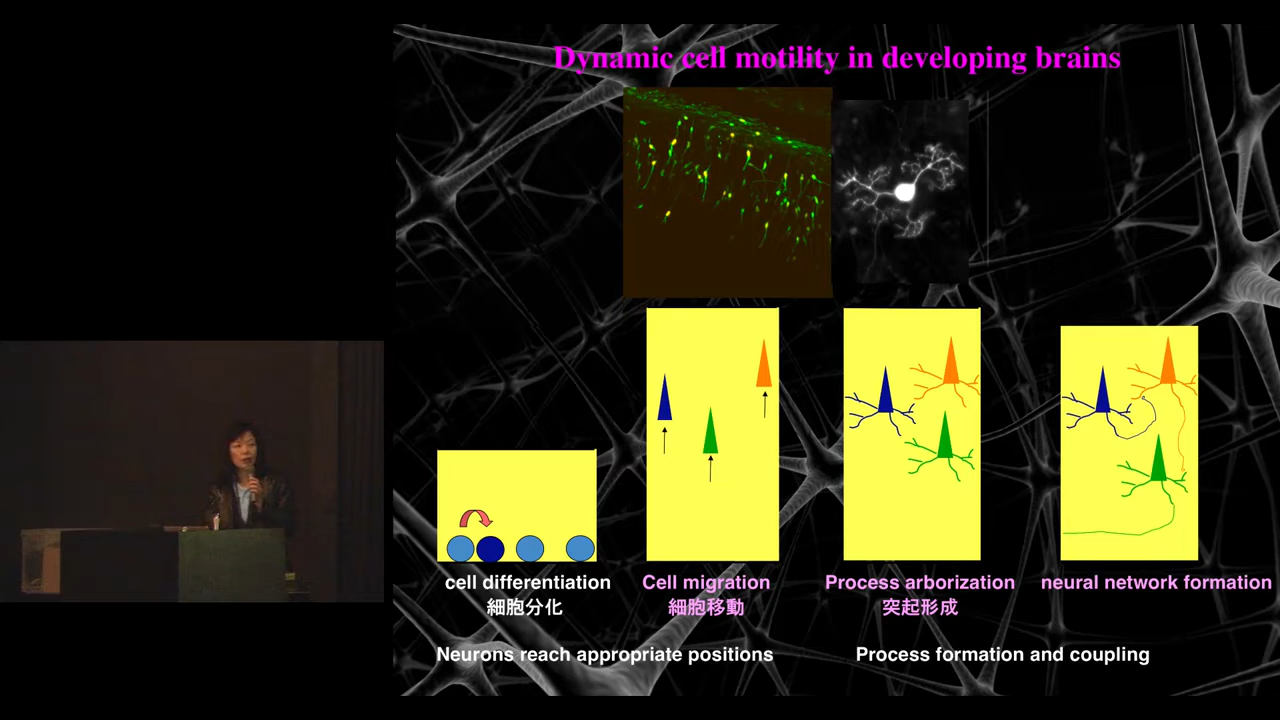 Dynamic cell motility in developing brains
cell differentiation
細胞分化
Cell migration
細胞移動
Process arborization
突起形成
neural network formation
Neurons reach appropriate positions
Process formation and coupling